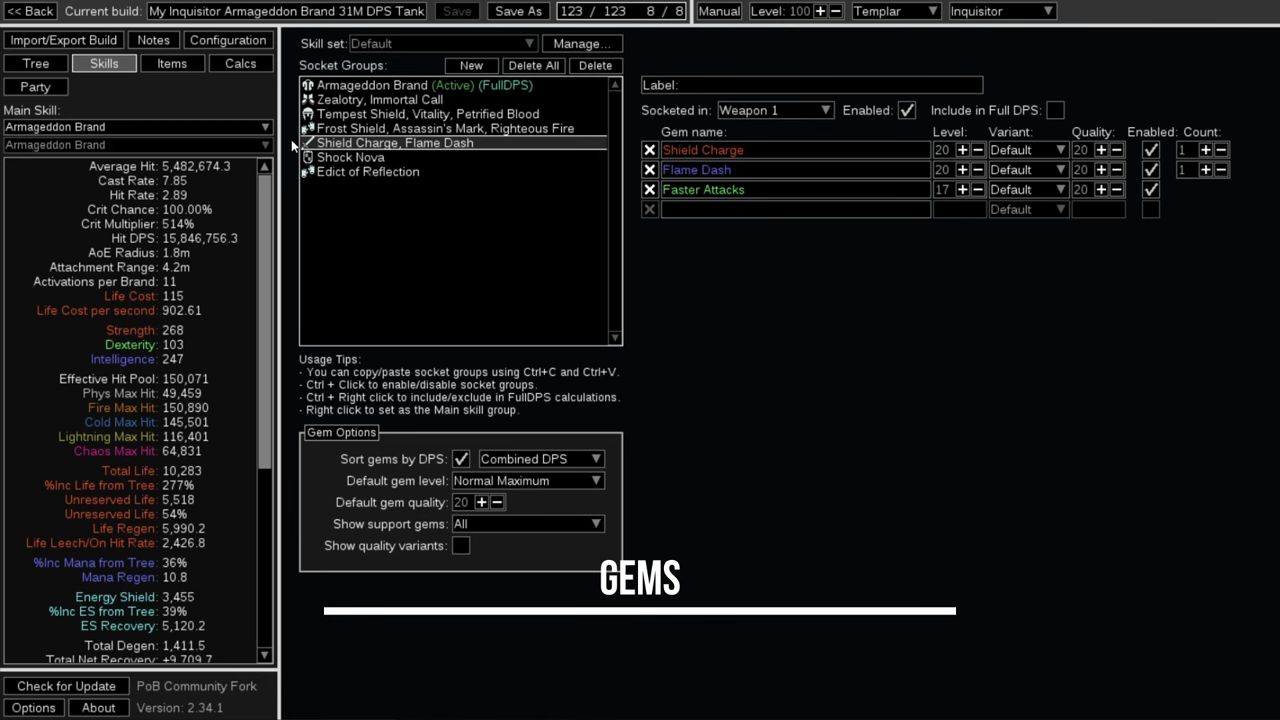 << Back Current build: My Inquisitor Armageddon Brand 31M DPS Tank Save Save As 123 / 123 8 / 8 Manual Level: 100 Templar Inquisitor
Import/Export Build Notes Configuration
Tree Skills Items Calcs
Party
Main Skill:
Armageddon Brand
Armageddon Brand
Average Hit: 5,482,674.3
Cast Rate: 7.85
Hit Rate: 2.89
Crit Chance: 100.00%
Crit Multiplier: 514%
Hit DPS: 15,846,756.3
AoE Radius: 1.8m
Attachment Range: 4.2m
Activations per Brand: 11
Life Cost: 115
Life Cost per second: 902.61
Strength: 268
Dexterity: 103
Intelligence: 247
Effective Hit Pool: 150,071
Phys Max Hit: 49,459
Fire Max Hit: 150,890
Cold Max Hit: 145,501
Lightning Max Hit: 116,401
Chaos Max Hit: 64,831
Total Life: 10,283
%Inc Life from Tree: 277%
Unreserved Life: 5,518
Unreserved Life: 54%
Life Regen: 5,990.2
Life Leech/On Hit Rate: 2,426.8
%Inc Mana from Tree: 36%
Mana Regen: 10.8
Energy Shield: 3,455
%Inc ES from Tree: 39%
ES Recovery: 5,120.2
Total Degen: 1,411.5
Total Net Recovery: +9,709.7
Check for Update PoB Community Fork
Options About Version: 2.34.1
Skill set: Default Manage...
Socket Groups: New Delete All Delete
Armageddon Brand (Active) (FullDPS)
Zealotry, Immortal Call
Tempest Shield, Vitality, Petrified Blood
Frost Shield, Assassin's Mark, Righteous Fire
Shield Charge, Flame Dash
Shock Nova
Edict of Reflection
Usage Tips:
- You can copy/paste socket groups using Ctrl+C and Ctrl+V.
- Ctrl + Click to enable/disable socket groups.
- Ctrl + Right click to include/exclude in FullDPS calculations.
- Right click to set as the Main skill group.
Gem Options
Sort gems by DPS: Combined DPS
Default gem level: Normal Maximum
Default gem quality: 20
Show support gems: All
Show quality variants:
Label:
Socketed in: Weapon 1 Enabled: Include in Full DPS:
Gem name: Level: Variant: Quality: Enabled: Count:
Shield Charge 20 Default 20 1
Flame Dash 20 Default 20 1
Faster Attacks 17 Default 20
Default
GEMS